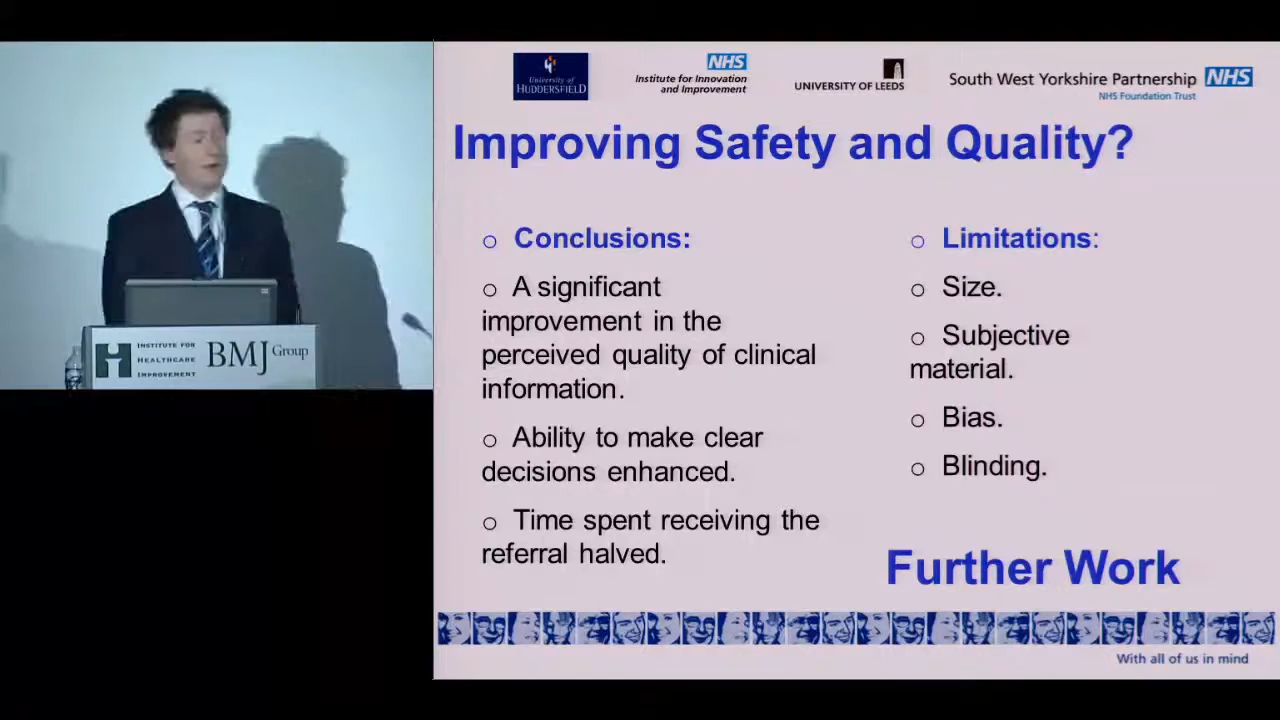 University of
HUDDERSFIELD
NHS
Institute for Innovation
and Improvement
UNIVERSITY OF LEEDS
South West Yorkshire Partnership NHS
NHS Foundation Trust
Improving Safety and Quality?
o Conclusions:
o A significant
improvement in the
perceived quality of clinical
information.
o Ability to make clear
decisions enhanced.
o Time spent receiving the
referral halved.
o Limitations:
o Size.
o Subjective
material.
o Bias.
o Blinding.
Further Work
With all of us in mind
INSTITUTE FOR
HEALTHCARE
IMPROVEMENT
BMJ Group